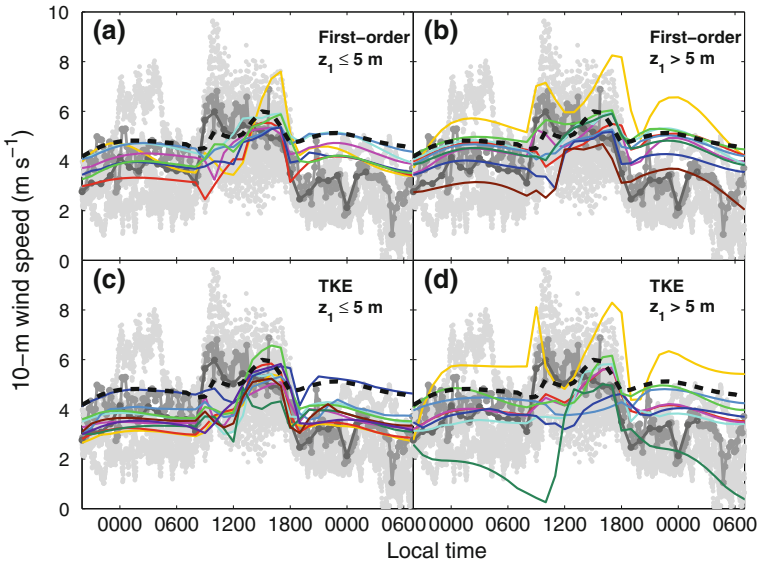 (a) First−order
z1 ≤ 5 m
(b) First−order
z1 > 5 m
10
8
6
4
2
0
(c) TKE
z1 ≤ 5 m
(d) TKE
z1 > 5 m
10
8
6
4
2
0
10−m wind speed (m s−1)
0000 0600 1200 1800 0000 0600
0000 0600 1200 1800 0000 0600
Local time